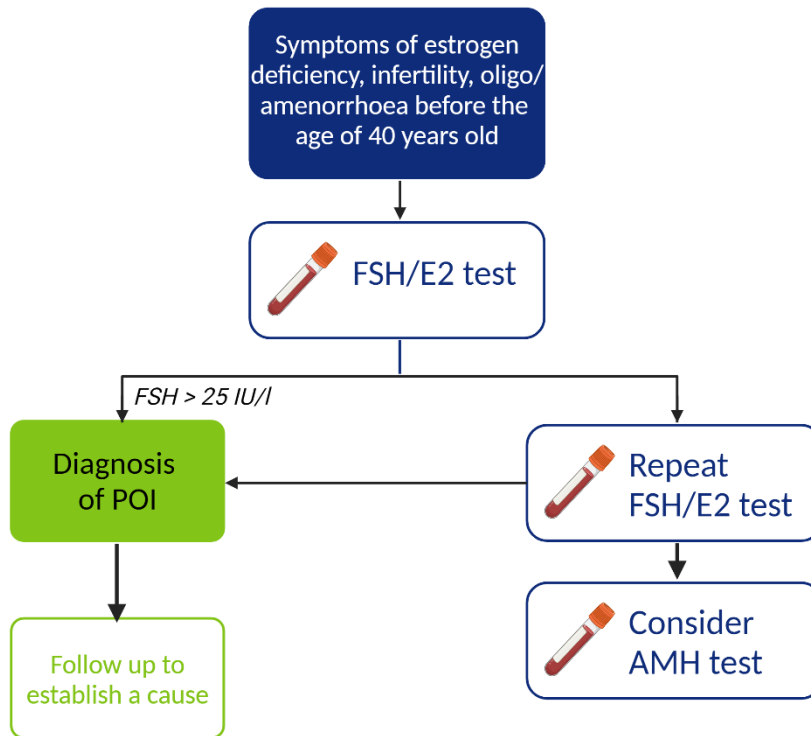 Symptoms of estrogen
deficiency, infertility, oligo/
amenorrhoea before the
age of 40 years old
FSH/E2 test
FSH > 25 IU/l
Diagnosis
of POI
Repeat
FSH/E2 test
Follow up to
establish a cause
Consider
AMH test